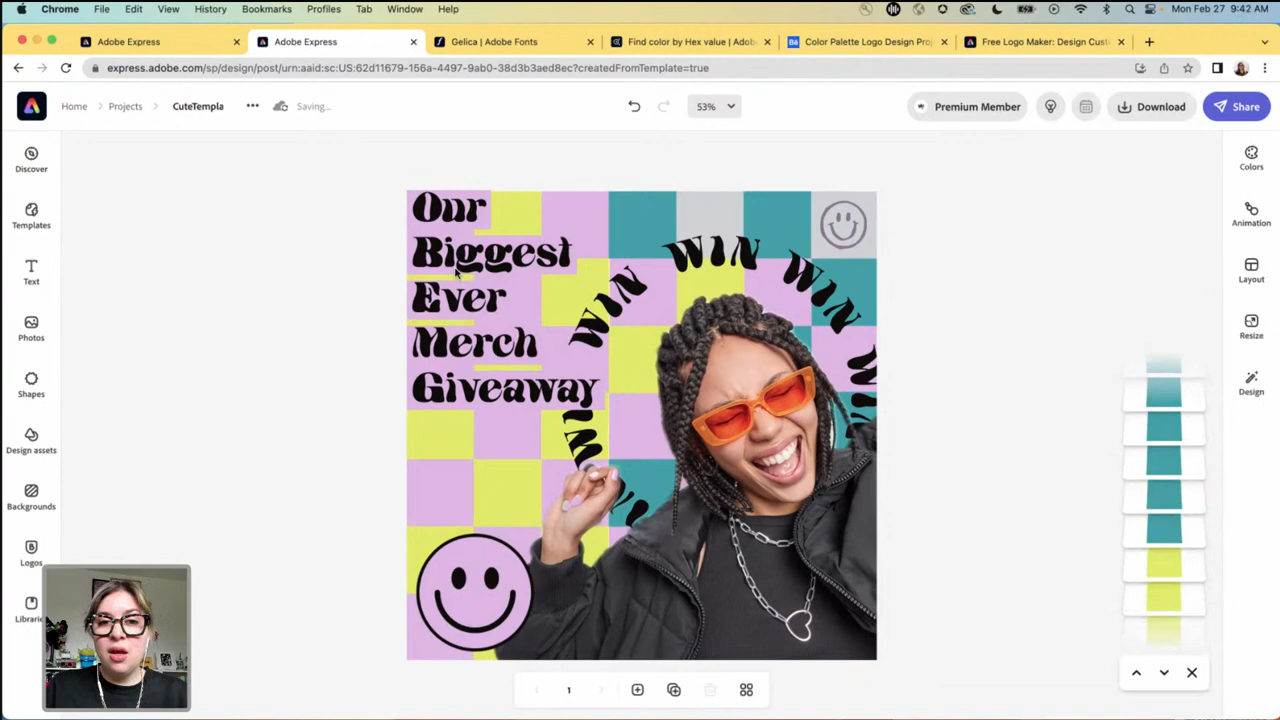 Chrome File Edit View History Bookmarks Profiles Tab Window Help Mon Feb 27 9:42 AM
Adobe Express
Adobe Express
Gelica | Adobe Fonts
Find color by Hex value | Adob
Color Palette Logo Design Proj
Free Logo Maker: Design Cust
express.adobe.com/sp/design/post/urn:aaid:sc:US:62d11679-156a-4497-9ab0-38d3b3aed8ec?createdFromTemplate=true
Home Projects CuteTempla Saving... 53% Premium Member Download Share
Discover
Templates
Text
Photos
Shapes
Design assets
Backgrounds
Logos
Librarie
Our
Biggest
Ever
Merch
Giveaway
WIN WIN WIN W
WI
Colors
Animation
Layout
Resize
Design
1